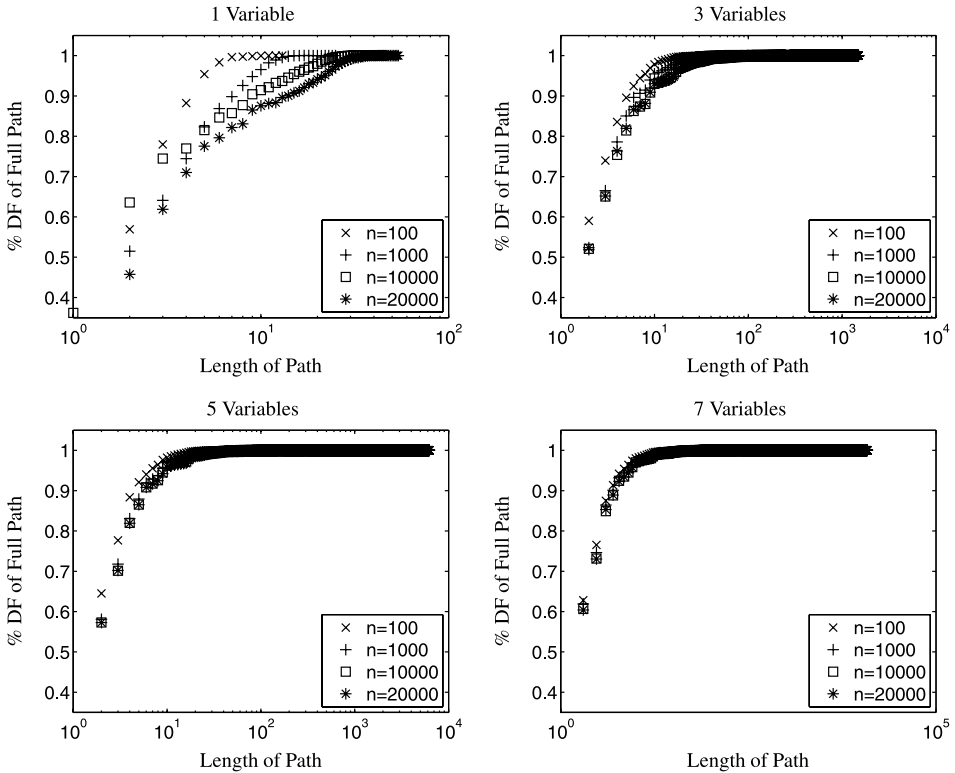 1 Variable
% DF of Full Path
1
0.9
0.8
0.7
0.6
0.5
0.4
n=100
n=1000
n=10000
n=20000
10^0
10^1
10^2
Length of Path
3 Variables
% DF of Full Path
1
0.9
0.8
0.7
0.6
0.5
0.4
n=100
n=1000
n=10000
n=20000
10^0
10^1
10^2
10^3
10^4
Length of Path
5 Variables
% DF of Full Path
1
0.9
0.8
0.7
0.6
0.5
0.4
n=100
n=1000
n=10000
n=20000
10^0
10^1
10^2
10^3
10^4
Length of Path
7 Variables
% DF of Full Path
1
0.9
0.8
0.7
0.6
0.5
0.4
n=100
n=1000
n=10000
n=20000
10^0
10^5
Length of Path